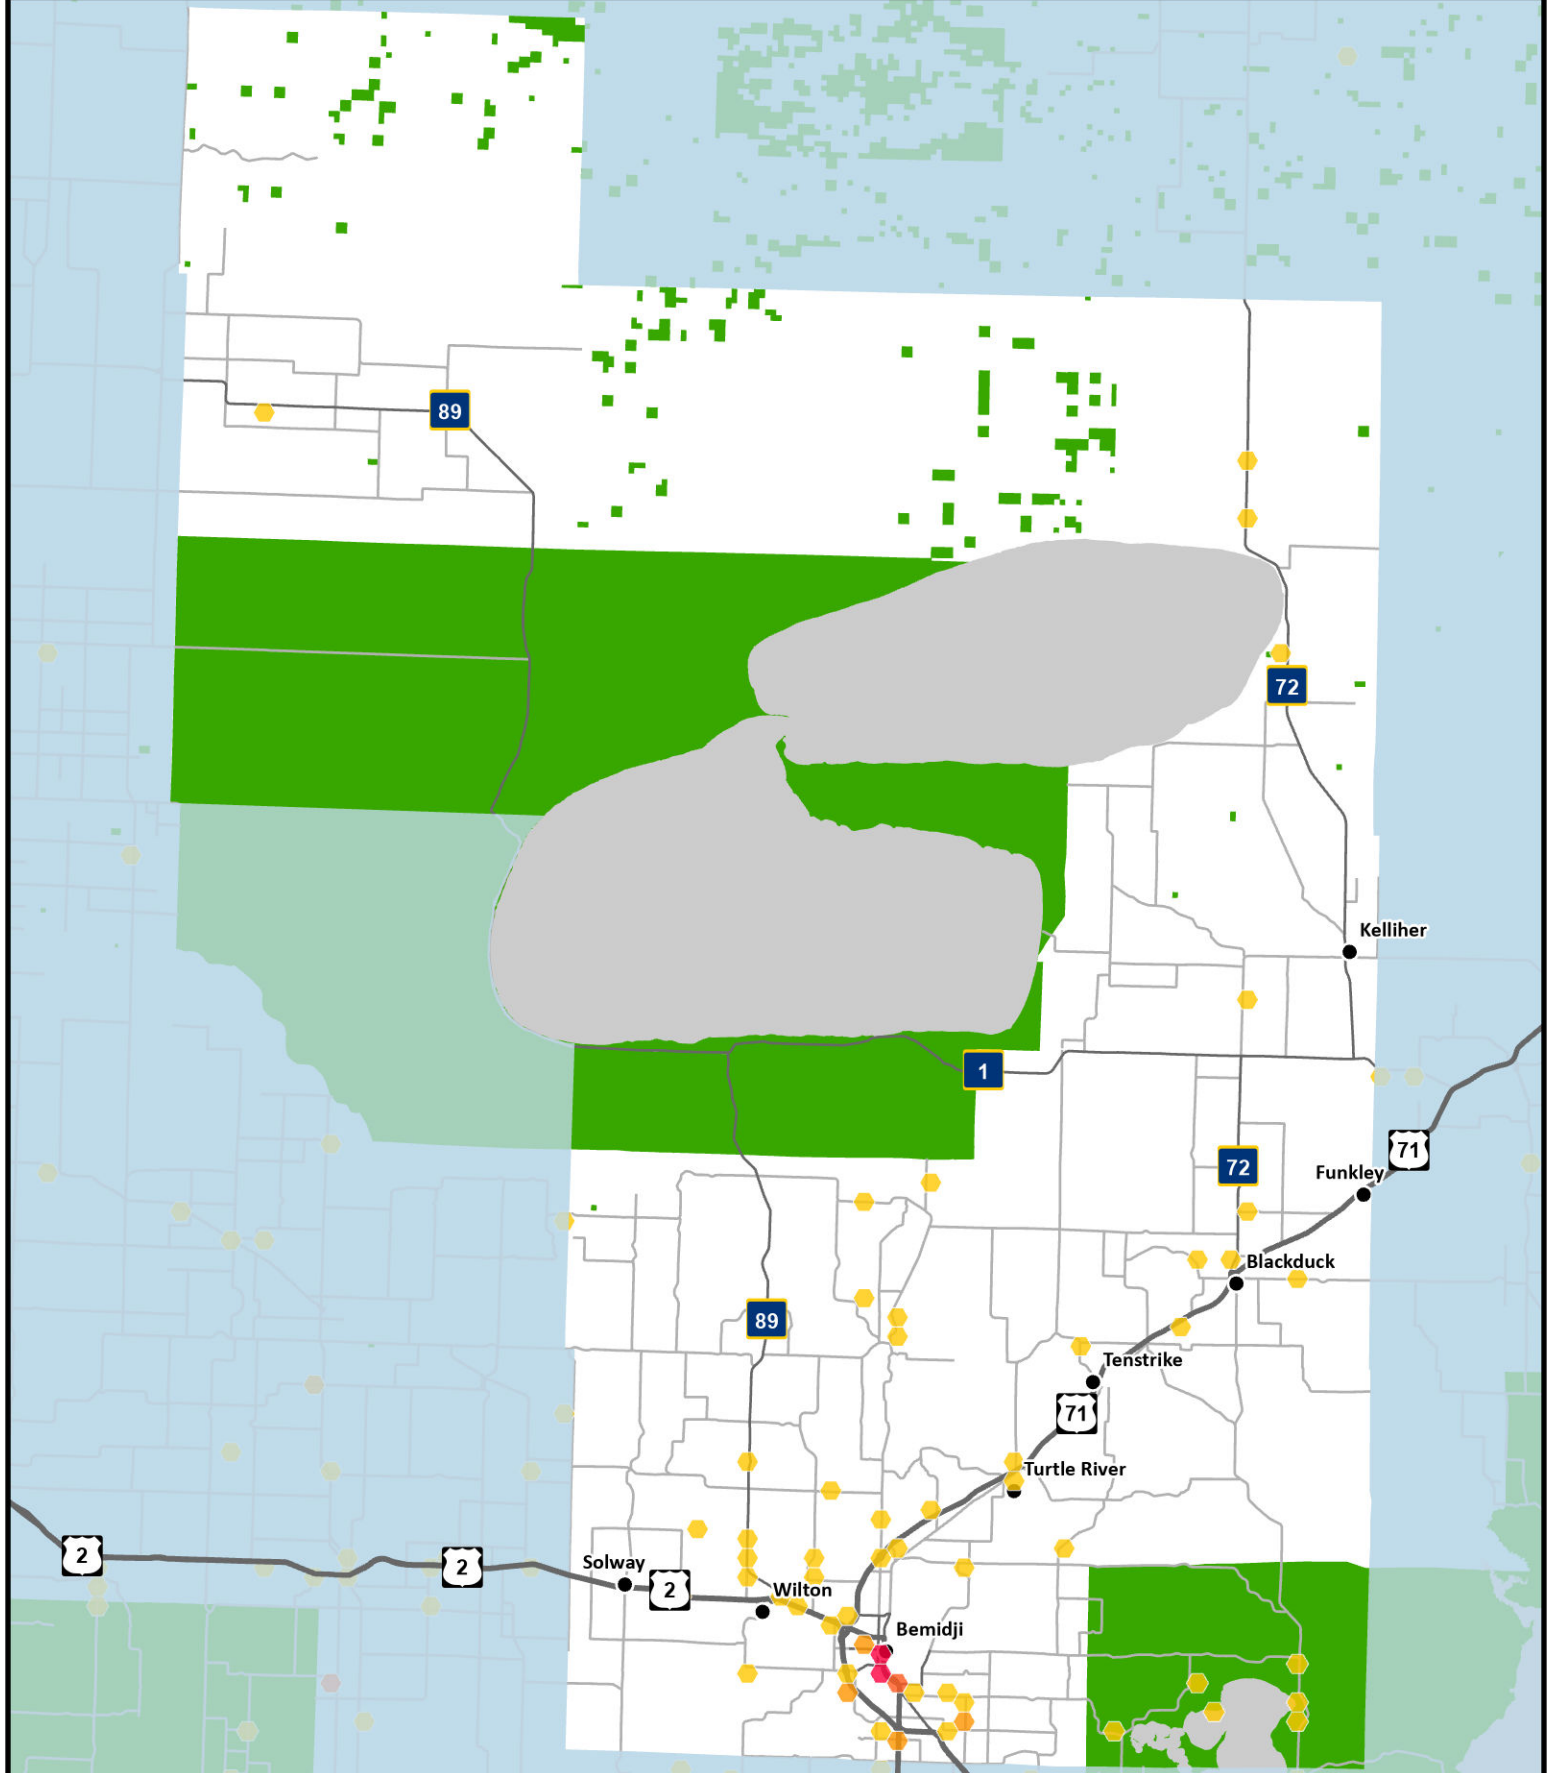 89
72
Kelliher
1
71
72
Funkley
Blackduck
89
Tenstrike
71
Turtle River
2
2
Solway
2
Wilton
Bemidji